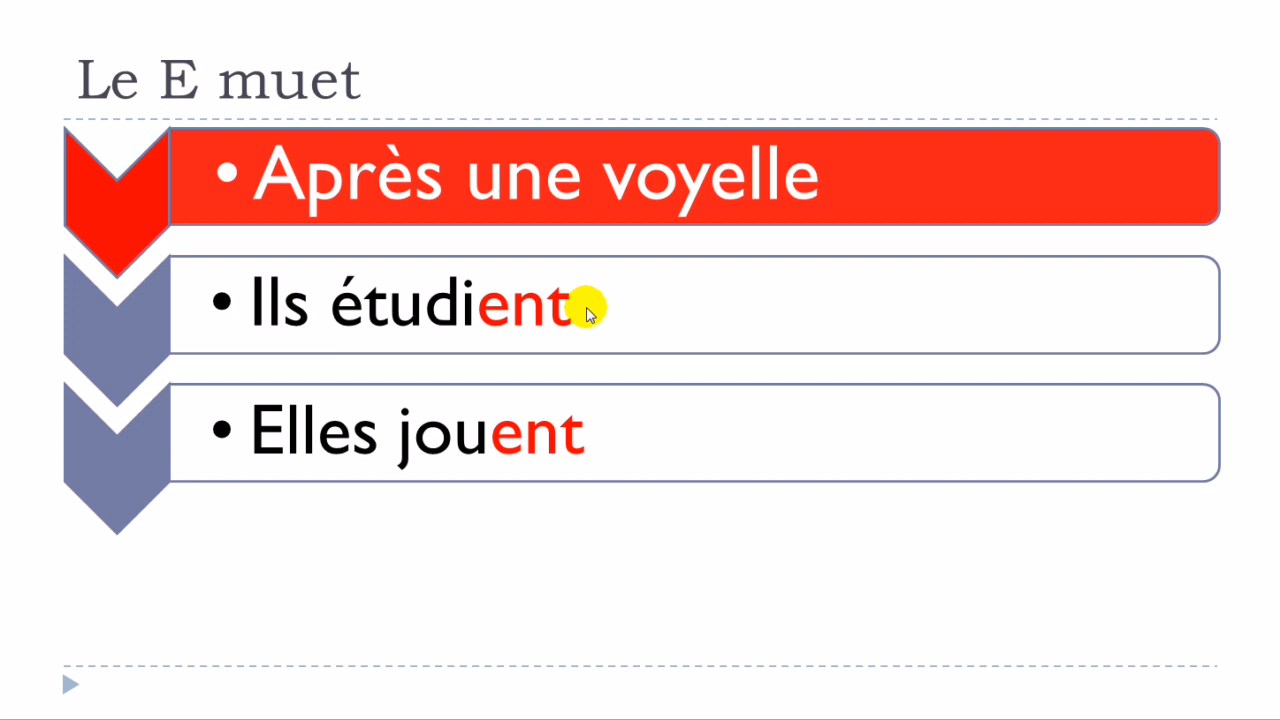 Le E muet
• Après une voyelle
• Ils étudient
• Elles jouent